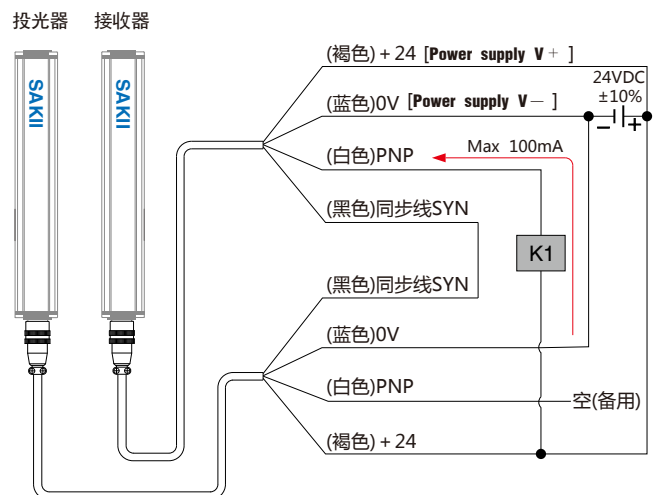 投光器 接收器
SAKII
SAKII
(褐色)+24 [Power supply V+ ]
(蓝色)0V [Power supply V− ]
24VDC
±10%
− +
(白色)PNP
Max 100mA
(黑色)同步线SYN
K1
(黑色)同步线SYN
(蓝色)0V
(白色)PNP
空(备用)
(褐色)+24